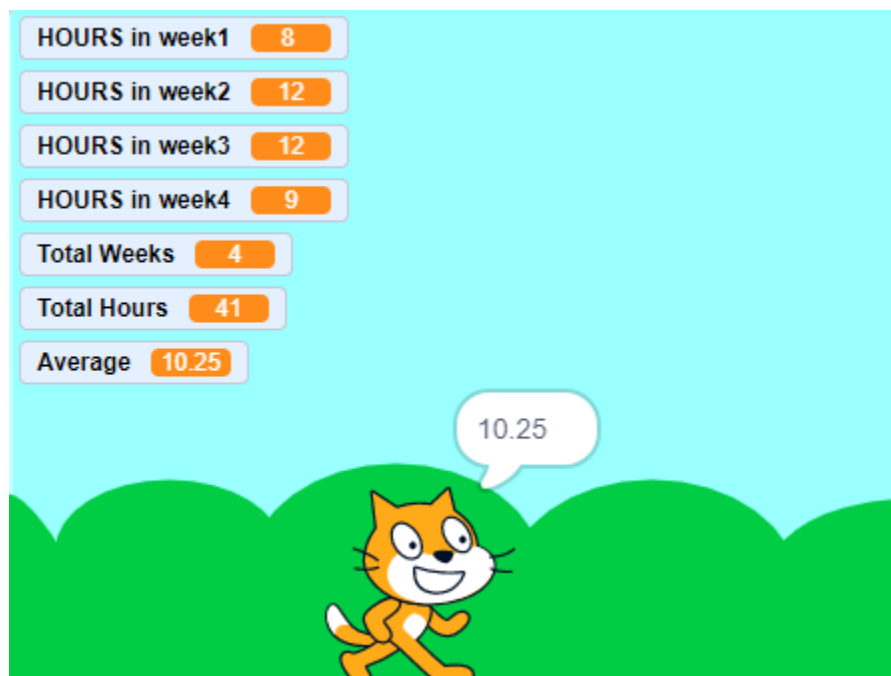 HOURS in week1 8
HOURS in week2 12
HOURS in week3 12
HOURS in week4 9
Total Weeks 4
Total Hours 41
Average 10.25
10.25